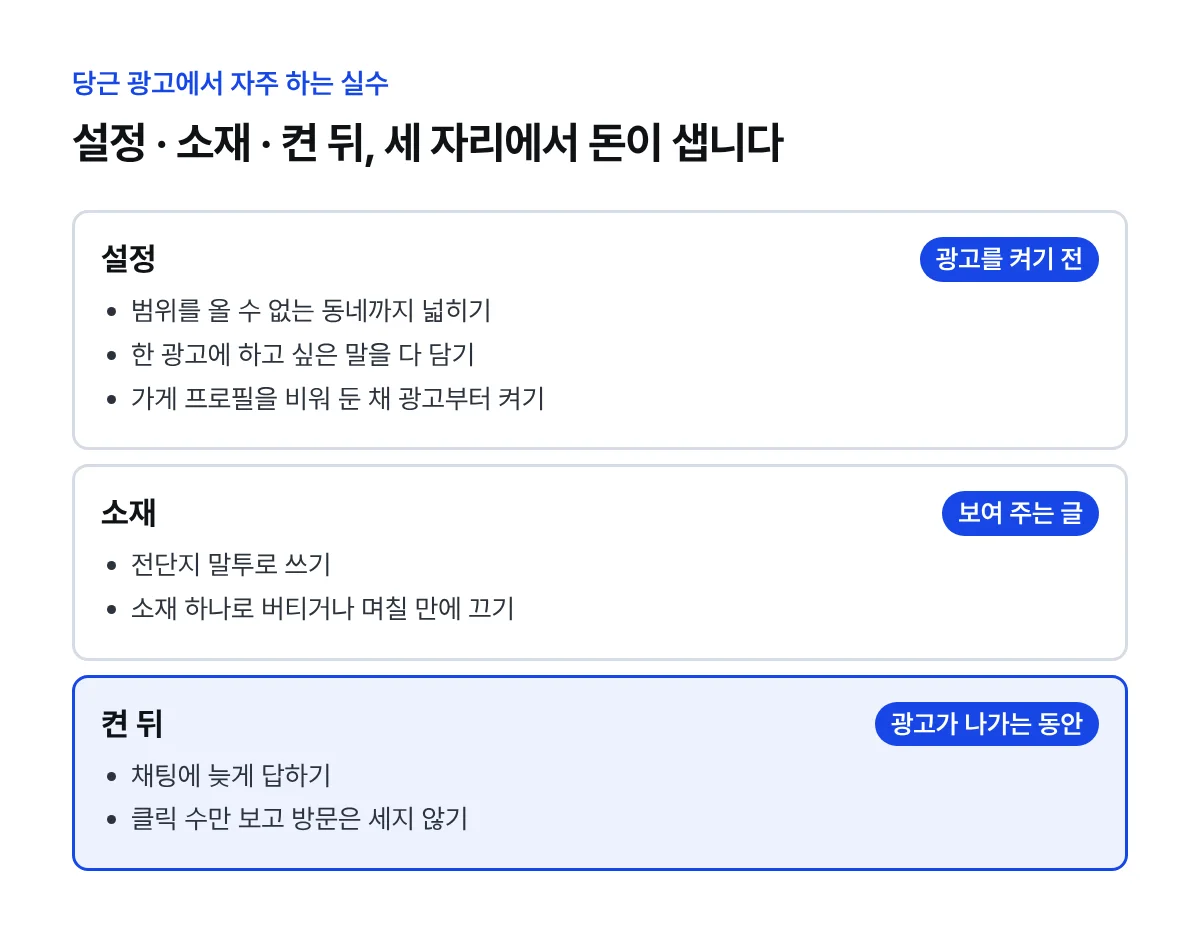 당근 광고에서 자주 하는 실수
설정 · 소재 · 켠 뒤, 세 자리에서 돈이 샙니다
설정
광고를 켜기 전
• 범위를 올 수 없는 동네까지 넓히기
• 한 광고에 하고 싶은 말을 다 담기
• 가게 프로필을 비워 둔 채 광고부터 켜기
소재
보여 주는 글
• 전단지 말투로 쓰기
• 소재 하나로 버티거나 며칠 만에 끄기
켠 뒤
광고가 나가는 동안
• 채팅에 늦게 답하기
• 클릭 수만 보고 방문은 세지 않기